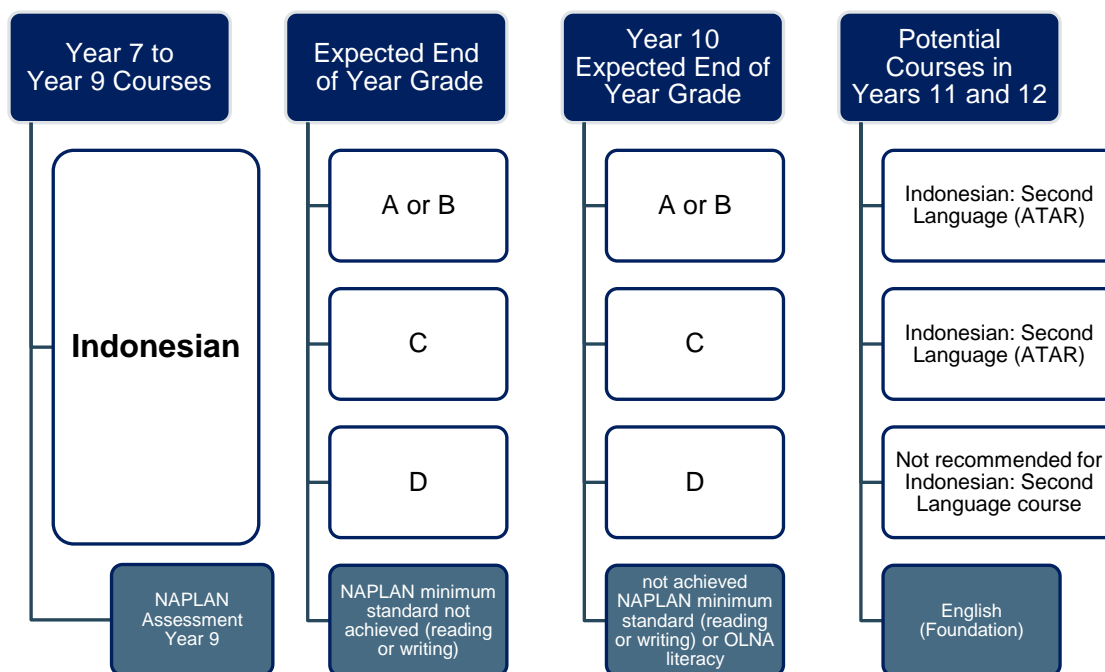 Year 7 to
Year 9 Courses
Indonesian
NAPLAN
Assessment
Year 9
Expected End
of Year Grade
A or B
C
D
NAPLAN minimum
standard not
achieved (reading
or writing)
Year 10
Expected End of
Year Grade
A or B
C
D
not achieved
NAPLAN minimum
standard (reading
or writing) or OLNA
literacy
Potential
Courses in
Years 11 and 12
Indonesian: Second
Language (ATAR)
Indonesian: Second
Language (ATAR)
Not recommended for
Indonesian: Second
Language course
English
(Foundation)